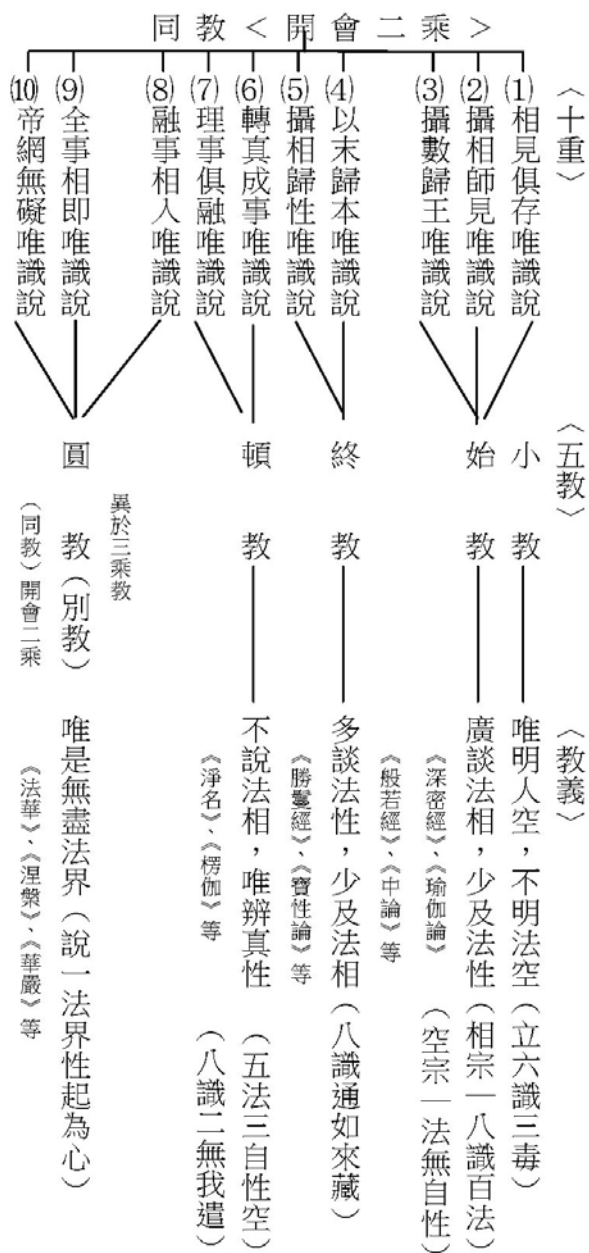 同教＜開會二乘＞
〈十重〉
⑴相見俱存唯識說
⑵攝相師見唯識說
⑶攝數歸王唯識說
⑷以末歸本唯識說
⑸攝相歸性唯識說
⑹轉真成事唯識說
⑺理事俱融唯識說
⑻融事相入唯識說
⑼全事相即唯識說
⑽帝網無礙唯識說
〈五教〉
小教
始教
終教
頓教
異於三乘教
圓教（別教）
（同教）開會二乘
〈教義〉
唯明人空，不明法空（立六識三毒）
廣談法相，少及法性（相宗—八識百法）
《深密經》、《瑜伽論》（空宗—法無自性）
《般若經》、《中論》等
多談法性，少及法相（八識通如來藏）
《勝鬘經》、《寶性論》等
不說法相，唯辨真性（五法三自性空）
《淨名》、《楞伽》等（八識二無我遣）
唯是無盡法界（說一法界性起為心）
《法華》、《涅槃》、《華嚴》等